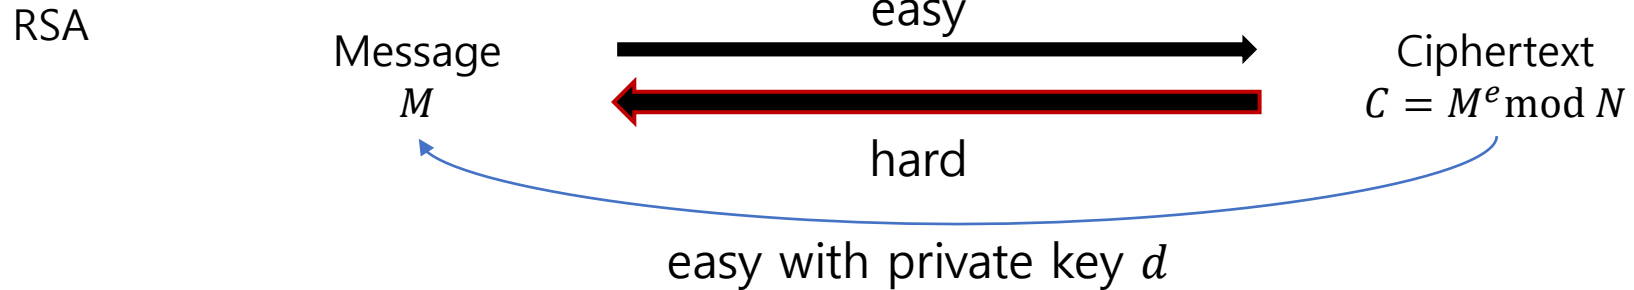 RSA
easy
Message
M
Ciphertext
C = M^e mod N
hard
easy with private key d